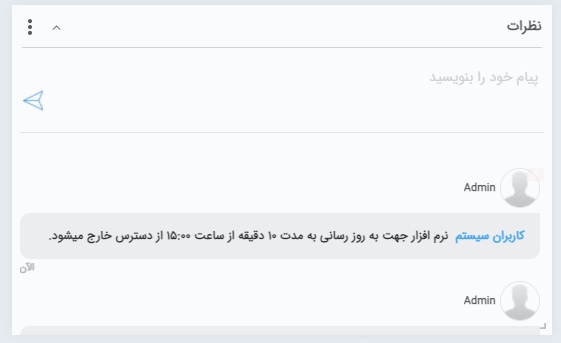 نظرات
پیام خود را بنویسید
Admin
کاربران سیستم نرم افزار جهت به روز رسانی به مدت ۱۰ دقیقه از ساعت ۱۵:۰۰ از دسترس خارج میشود.
الآن
Admin